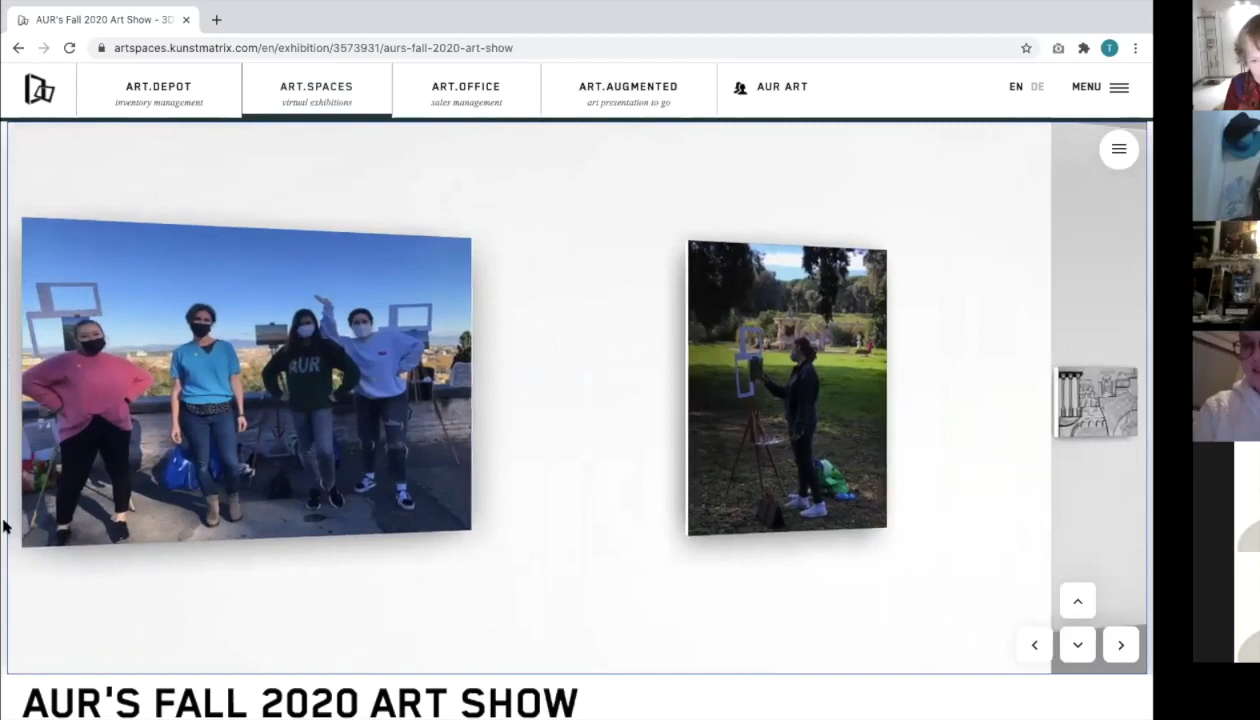 AUR's Fall 2020 Art Show - 3D
artspaces.kunstmatrix.com/en/exhibition/3573931/aurs-fall-2020-art-show
T
ART.DEPOT
inventory management
ART.SPACES
virtual exhibitions
ART.OFFICE
sales management
ART.AUGMENTED
art presentation to go
AUR ART
EN DE
MENU
AUR
AUR'S FALL 2020 ART SHOW